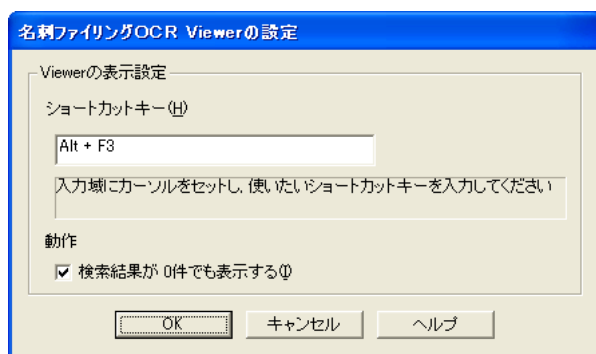 名刺ファイリングOCR Viewerの設定
Viewerの表示設定
ショートカットキー(H)
Alt + F3
入力域にカーソルをセットし、使いたいショートカットキーを入力してください
動作
検索結果が 0件でも表示する(I)
OK
キャンセル
ヘルプ